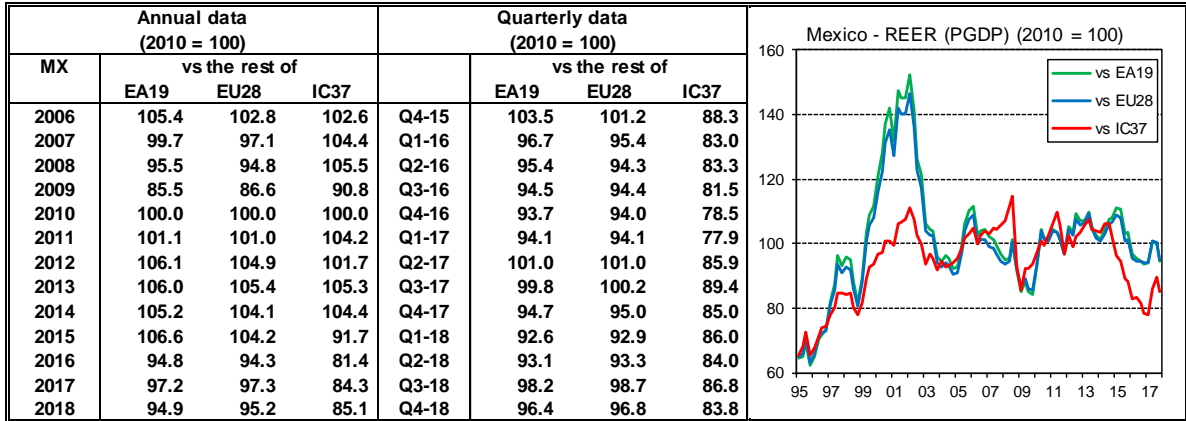 Annual data Quarterly data
(2010 = 100) (2010 = 100)
MX vs the rest of vs the rest of
EA19 EU28 IC37 EA19 EU28 IC37
2006 105.4 102.8 102.6 Q4-15 103.5 101.2 88.3
2007 99.7 97.1 104.4 Q1-16 96.7 95.4 83.0
2008 95.5 94.8 105.5 Q2-16 95.4 94.3 83.3
2009 85.5 86.6 90.8 Q3-16 94.5 94.4 81.5
2010 100.0 100.0 100.0 Q4-16 93.7 94.0 78.5
2011 101.1 101.0 104.2 Q1-17 94.1 94.1 77.9
2012 106.1 104.9 101.7 Q2-17 101.0 101.0 85.9
2013 106.0 105.4 105.3 Q3-17 99.8 100.2 89.4
2014 105.2 104.1 104.4 Q4-17 94.7 95.0 85.0
2015 106.6 104.2 91.7 Q1-18 92.6 92.9 86.0
2016 94.8 94.3 81.4 Q2-18 93.1 93.3 84.0
2017 97.2 97.3 84.3 Q3-18 98.2 98.7 86.8
2018 94.9 95.2 85.1 Q4-18 96.4 96.8 83.8
Mexico - REER (PGDP) (2010 = 100)
160
140
120
100
80
60
vs EA19
vs EU28
vs IC37
95 97 99 01 03 05 07 09 11 13 15 17